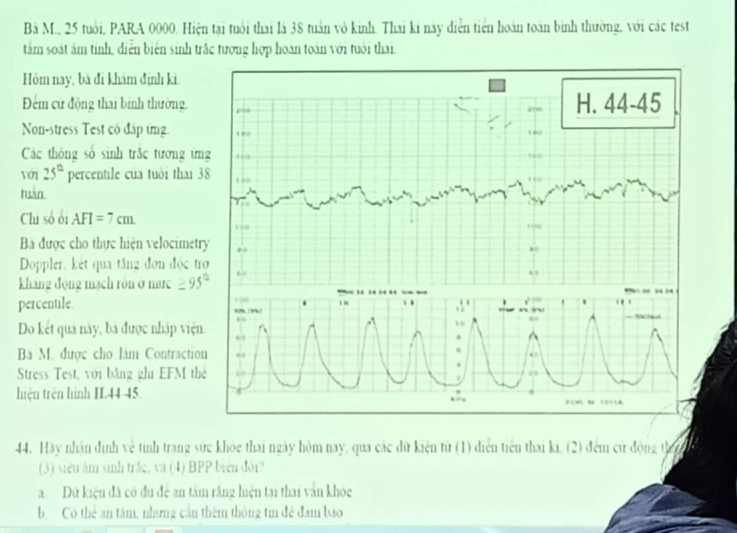 Bà M., 25 tuổi, PARA 0000. Hiện tại tuổi thai là 38 tuần vô kinh. Thai kì này diễn tiến hoàn toàn bình thường, với các test
tầm soát âm tính, diễn biến sinh trắc tương hợp hoàn toàn với tuổi thai.
Hôm nay, bà đi khám định kì.
Đếm cử động thai bình thường.
Non-stress Test có đáp ứng.
Các thông số sinh trắc tương ứng
với 25th percentile của tuổi thai 38
tuần.
Chỉ số ối AFI = 7 cm.
Bà được cho thực hiện velocimetry
Doppler, kết quả tăng đơn độc trở
kháng động mạch rốn ở mức ≥ 95th
percentile.
Do kết quả này, bà được nhập viện.
Bà M. được cho làm Contraction
Stress Test, với băng ghi EFM thể
hiện trên hình H.44-45.
H. 44-45
44. Hãy nhận định về tình trạng sức khỏe thai ngày hôm nay, qua các dữ kiện từ (1) diễn tiến thai kì, (2) đếm cử động
(3) siêu âm sinh trắc, và (4) BPP biến đổi?
a. Dữ kiện đã có đủ để an tâm rằng hiện tại thai vẫn khỏe
b. Có thể an tâm, nhưng cần thêm thông tin để đảm bảo